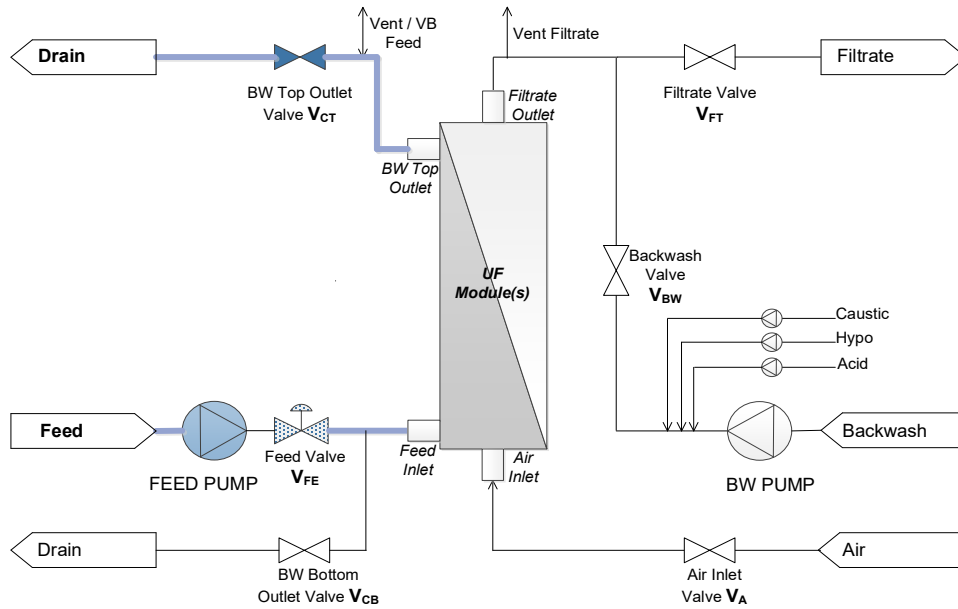 Vent / VB
Feed
Vent Filtrate
Drain
Filtrate
BW Top Outlet
Valve VCT
Filtrate
Outlet
Filtrate Valve
VFT
BW Top
Outlet
UF
Module(s)
Backwash
Valve
VBW
Caustic
Hypo
Acid
Feed
Feed Valve
VFE
Feed
Inlet
Air
Inlet
Backwash
FEED PUMP
BW PUMP
Drain
Air
BW Bottom
Outlet Valve VCB
Air Inlet
Valve VA